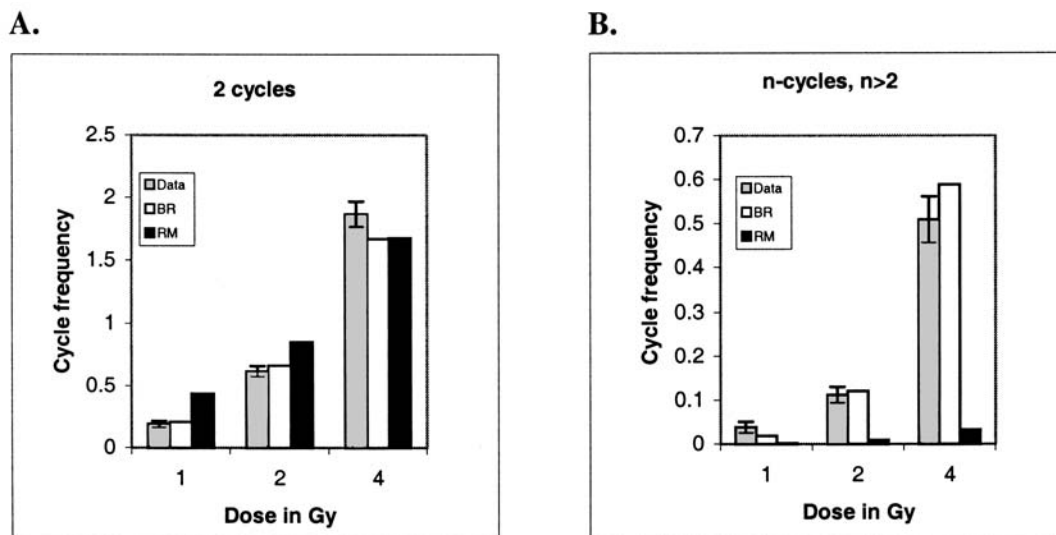 A.
2 cycles
2.5
2
1.5
1
0.5
0
Cycle frequency
Data
BR
RM
1 2 4
Dose in Gy
B.
n-cycles, n>2
0.7
0.6
0.5
0.4
0.3
0.2
0.1
0
Cycle frequency
Data
BR
RM
1 2 4
Dose in Gy